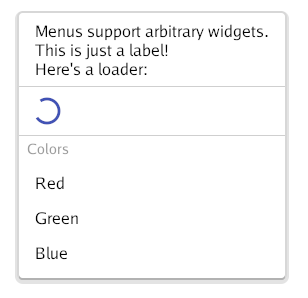 Menus support arbitrary widgets.
This is just a label!
Here's a loader:
Colors
Red
Green
Blue